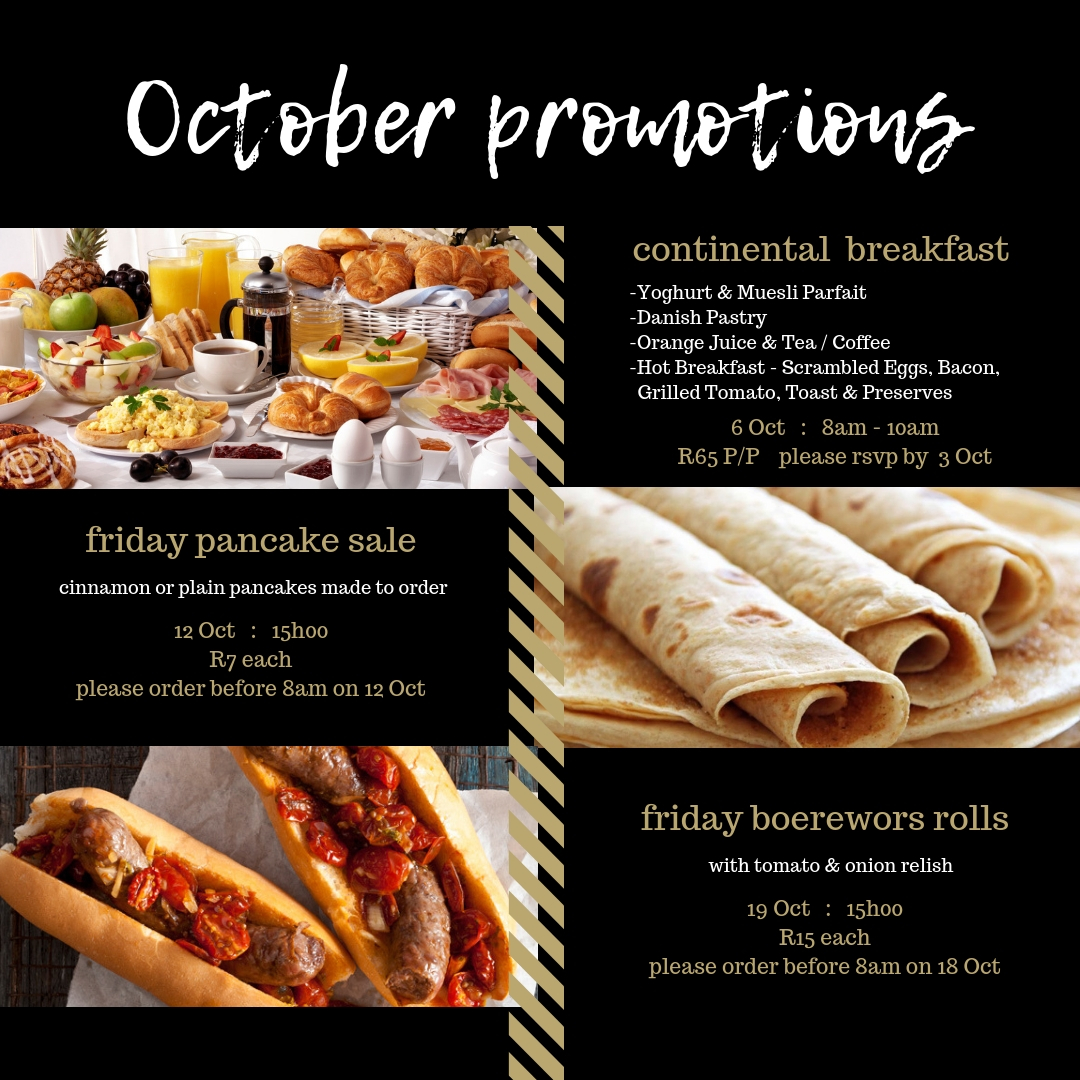 October promotions
continental breakfast
-Yoghurt & Muesli Parfait
-Danish Pastry
-Orange Juice & Tea / Coffee
-Hot Breakfast - Scrambled Eggs, Bacon,
Grilled Tomato, Toast & Preserves
6 Oct : 8am - 10am
R65 P/P please rsvp by 3 Oct
friday pancake sale
cinnamon or plain pancakes made to order
12 Oct : 15h00
R7 each
please order before 8am on 12 Oct
friday boerewors rolls
with tomato & onion relish
19 Oct : 15h00
R15 each
please order before 8am on 18 Oct